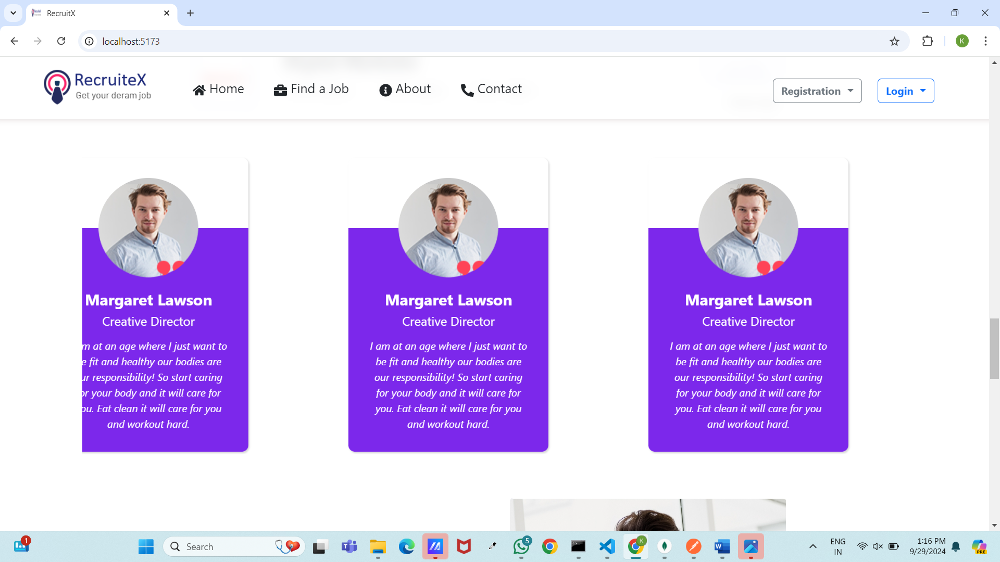 RecruitX
localhost:5173
K
RecruiteX
Get your deram job
Home
Find a Job
About
Contact
Registration
Login
Margaret Lawson
Creative Director
m at an age where I just want to
e fit and healthy our bodies are
ur responsibility! So start caring
or your body and it will care for
ou. Eat clean it will care for you
and workout hard.
Margaret Lawson
Creative Director
I am at an age where I just want to
be fit and healthy our bodies are
our responsibility! So start caring
for your body and it will care for
you. Eat clean it will care for you
and workout hard.
Margaret Lawson
Creative Director
I am at an age where I just want to
be fit and healthy our bodies are
our responsibility! So start caring
for your body and it will care for
you. Eat clean it will care for you
and workout hard.
1
Search
5
K
ENG
IN
1:16 PM
9/29/2024
PRE